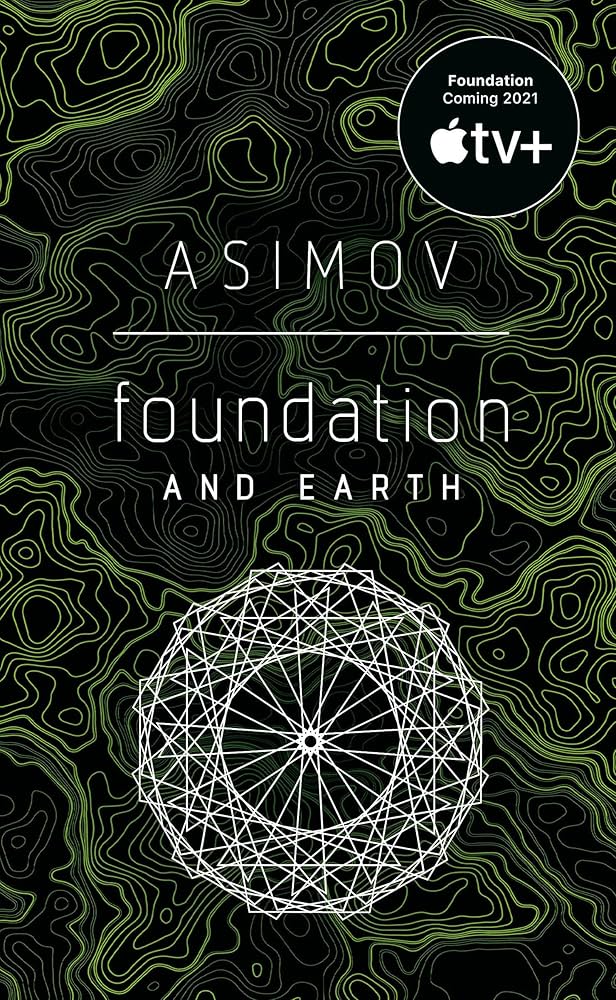 Foundation
Coming 2021
tv+
ASIMOV
foundation
AND EARTH